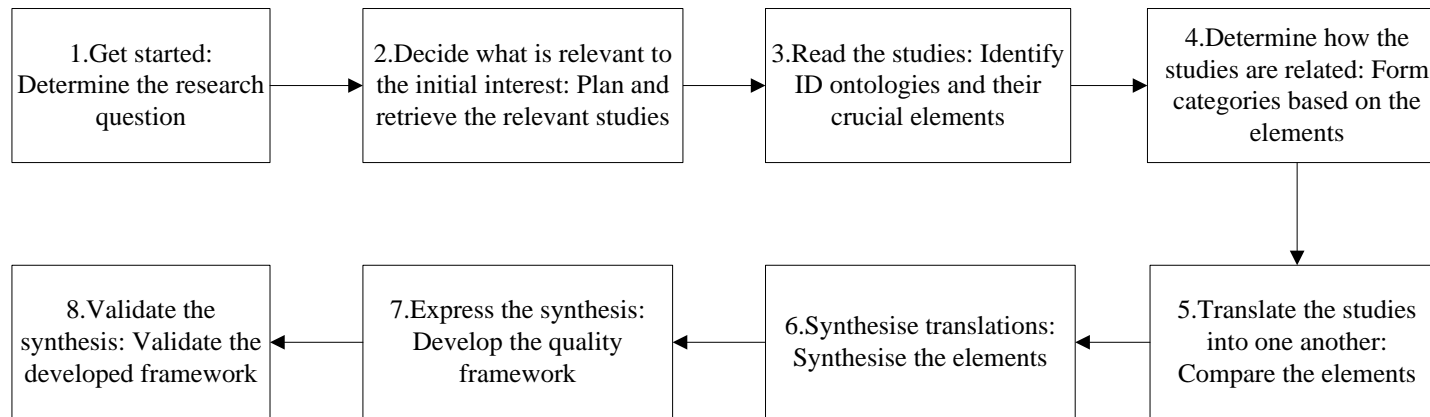 1.Get started:
Determine the research
question
2.Decide what is relevant to
the initial interest: Plan and
retrieve the relevant studies
3.Read the studies: Identify
ID ontologies and their
crucial elements
4.Determine how the
studies are related: Form
categories based on the
elements
5.Translate the studies
into one another:
Compare the elements
6.Synthesise translations:
Synthesise the elements
7.Express the synthesis:
Develop the quality
framework
8.Validate the
synthesis: Validate the
developed framework